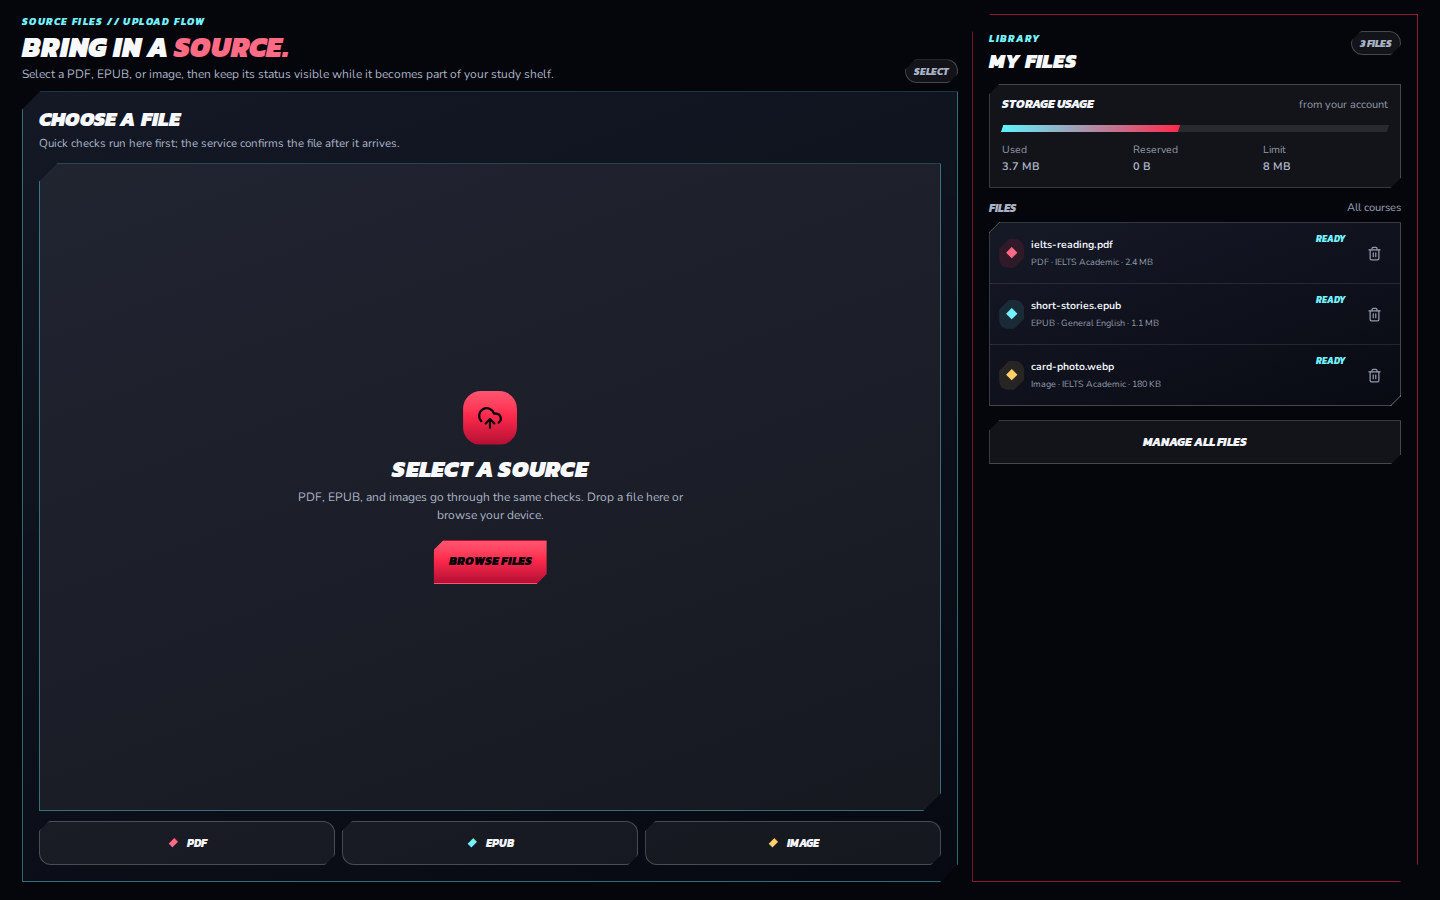 SOURCE FILES // UPLOAD FLOW
BRING IN A SOURCE.
Select a PDF, EPUB, or image, then keep its status visible while it becomes part of your study shelf.
SELECT
CHOOSE A FILE
Quick checks run here first; the service confirms the file after it arrives.
SELECT A SOURCE
PDF, EPUB, and images go through the same checks. Drop a file here or
browse your device.
BROWSE FILES
PDF
EPUB
IMAGE
LIBRARY
MY FILES
3 FILES
STORAGE USAGE
from your account
Used
Reserved
Limit
3.7 MB
0 B
8 MB
FILES
All courses
ielts-reading.pdf
READY
PDF · IELTS Academic · 2.4 MB
short-stories.epub
READY
EPUB · General English · 1.1 MB
card-photo.webp
READY
Image · IELTS Academic · 180 KB
MANAGE ALL FILES